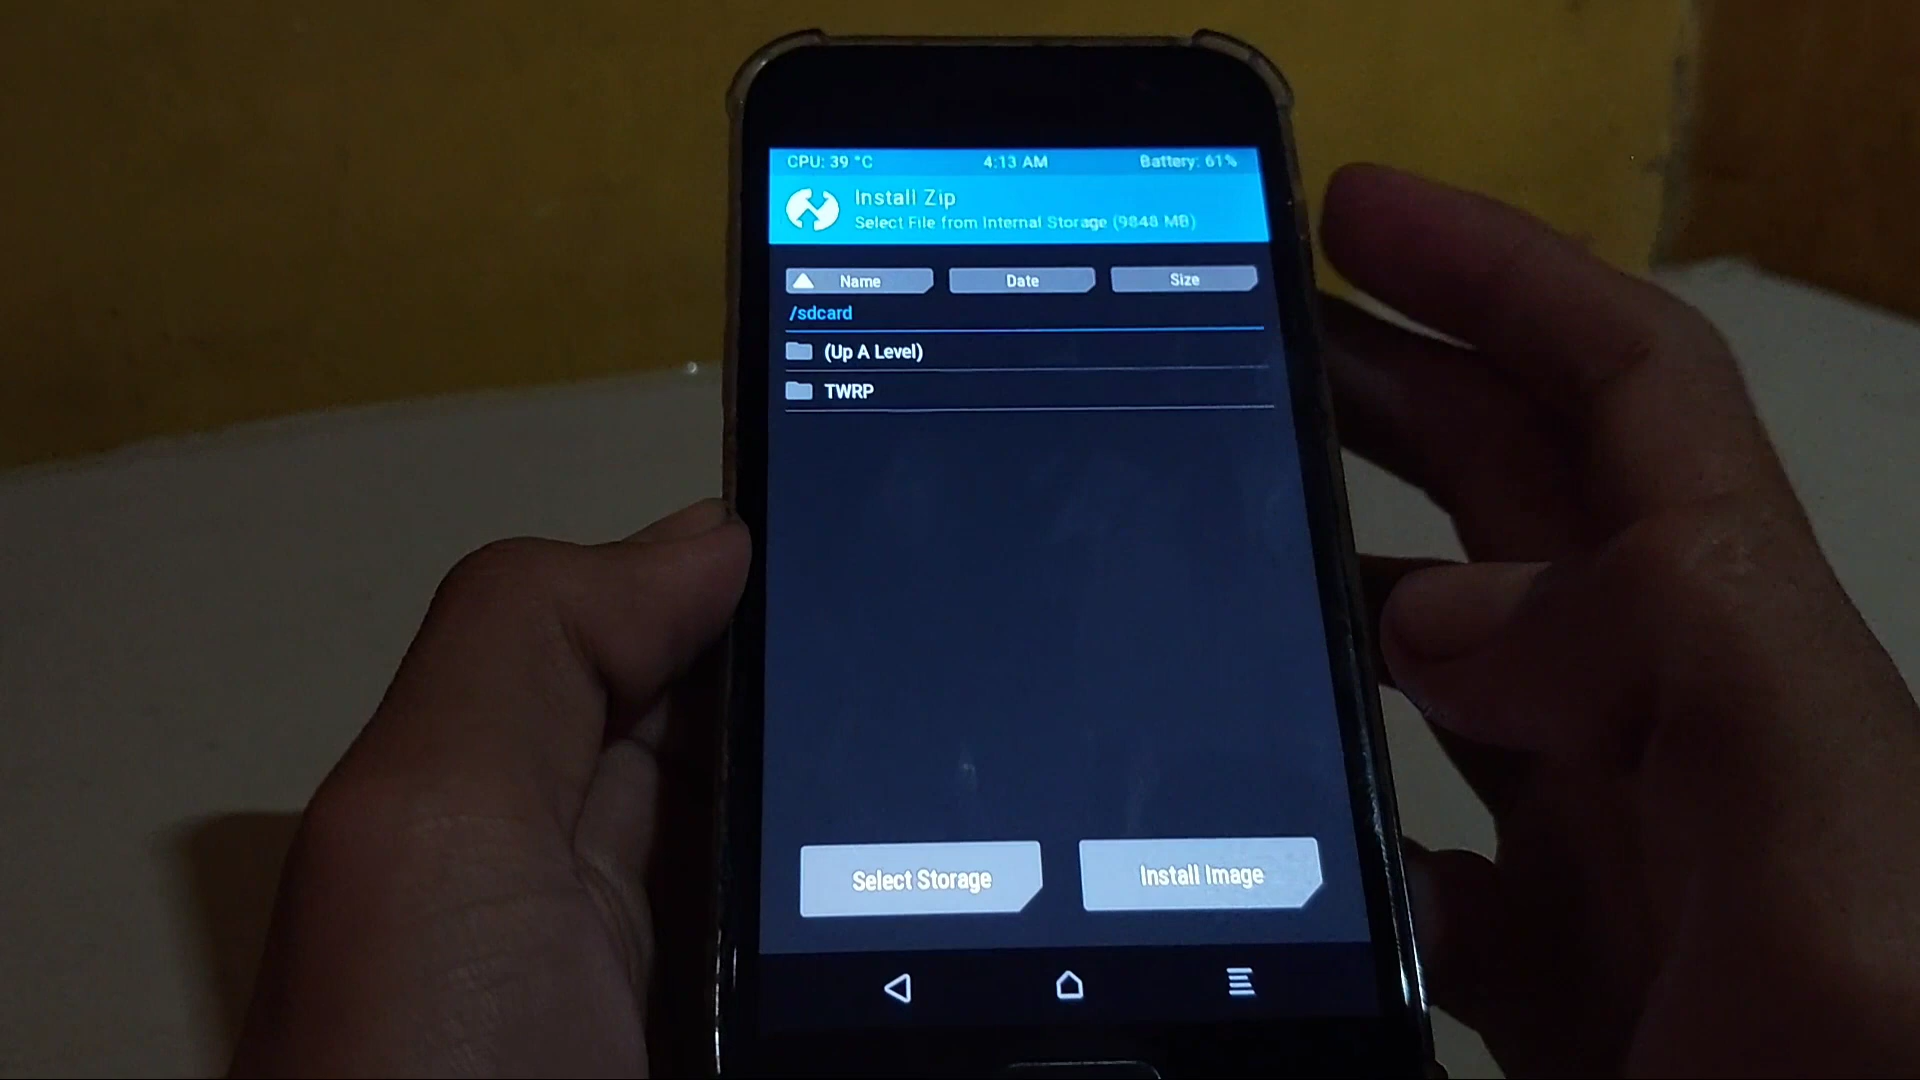 CPU: 39 °C 4:13 AM Battery: 61%
Install Zip
Select File from Internal Storage (9848 MB)
Name Date Size
/sdcard
(Up A Level)
TWRP
Select Storage Install Image